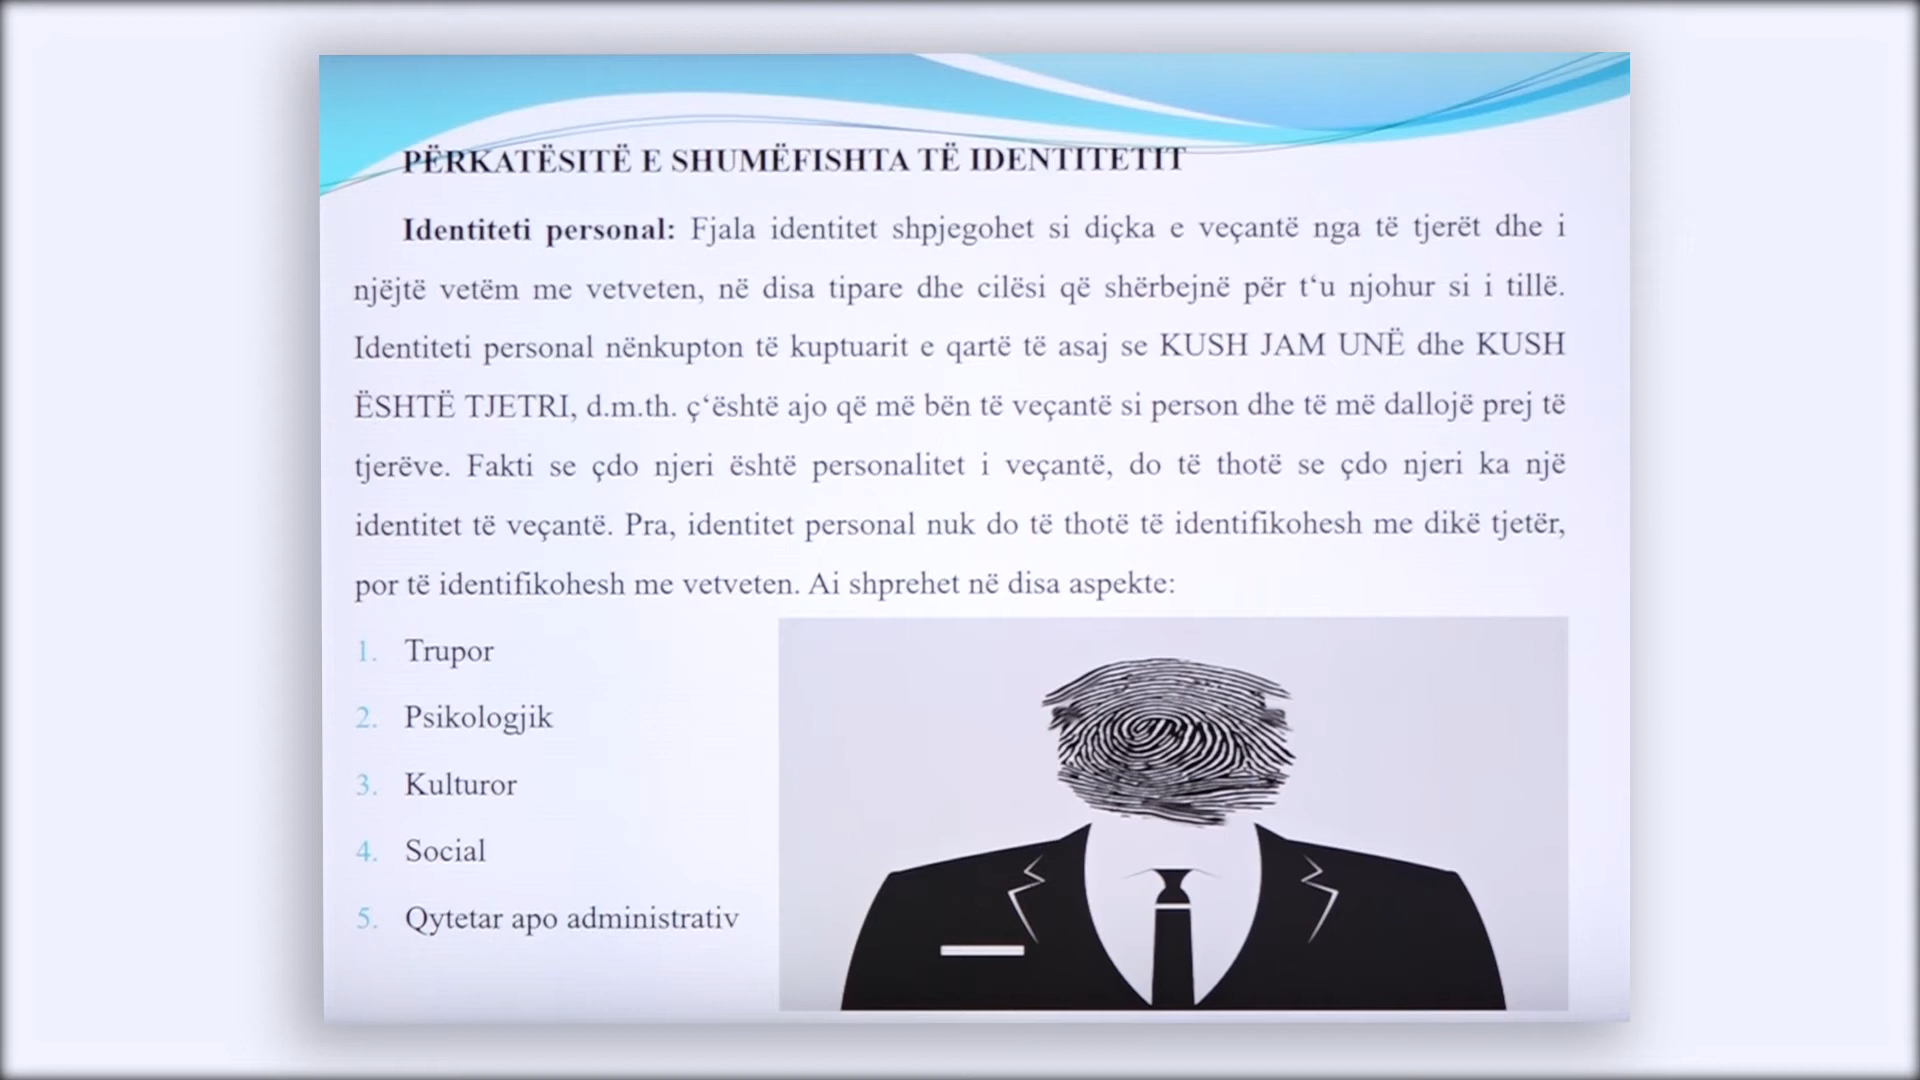 PËRKATËSITË E SHUMËFISHTA TË IDENTITETIT
Identiteti personal: Fjala identitet shpjegohet si diçka e veçantë nga të tjerët dhe i
njëjtë vetëm me vetveten, në disa tipare dhe cilësi që shërbejnë për t‘u njohur si i tillë.
Identiteti personal nënkupton të kuptuarit e qartë të asaj se KUSH JAM UNË dhe KUSH
ËSHTË TJETRI, d.m.th. ç‘është ajo që më bën të veçantë si person dhe të më dallojë prej të
tjerëve. Fakti se çdo njeri është personalitet i veçantë, do të thotë se çdo njeri ka një
identitet të veçantë. Pra, identitet personal nuk do të thotë të identifikohesh me dikë tjetër,
por të identifikohesh me vetveten. Ai shprehet në disa aspekte:
1. Trupor
2. Psikologjik
3. Kulturor
4. Social
5. Qytetar apo administrativ